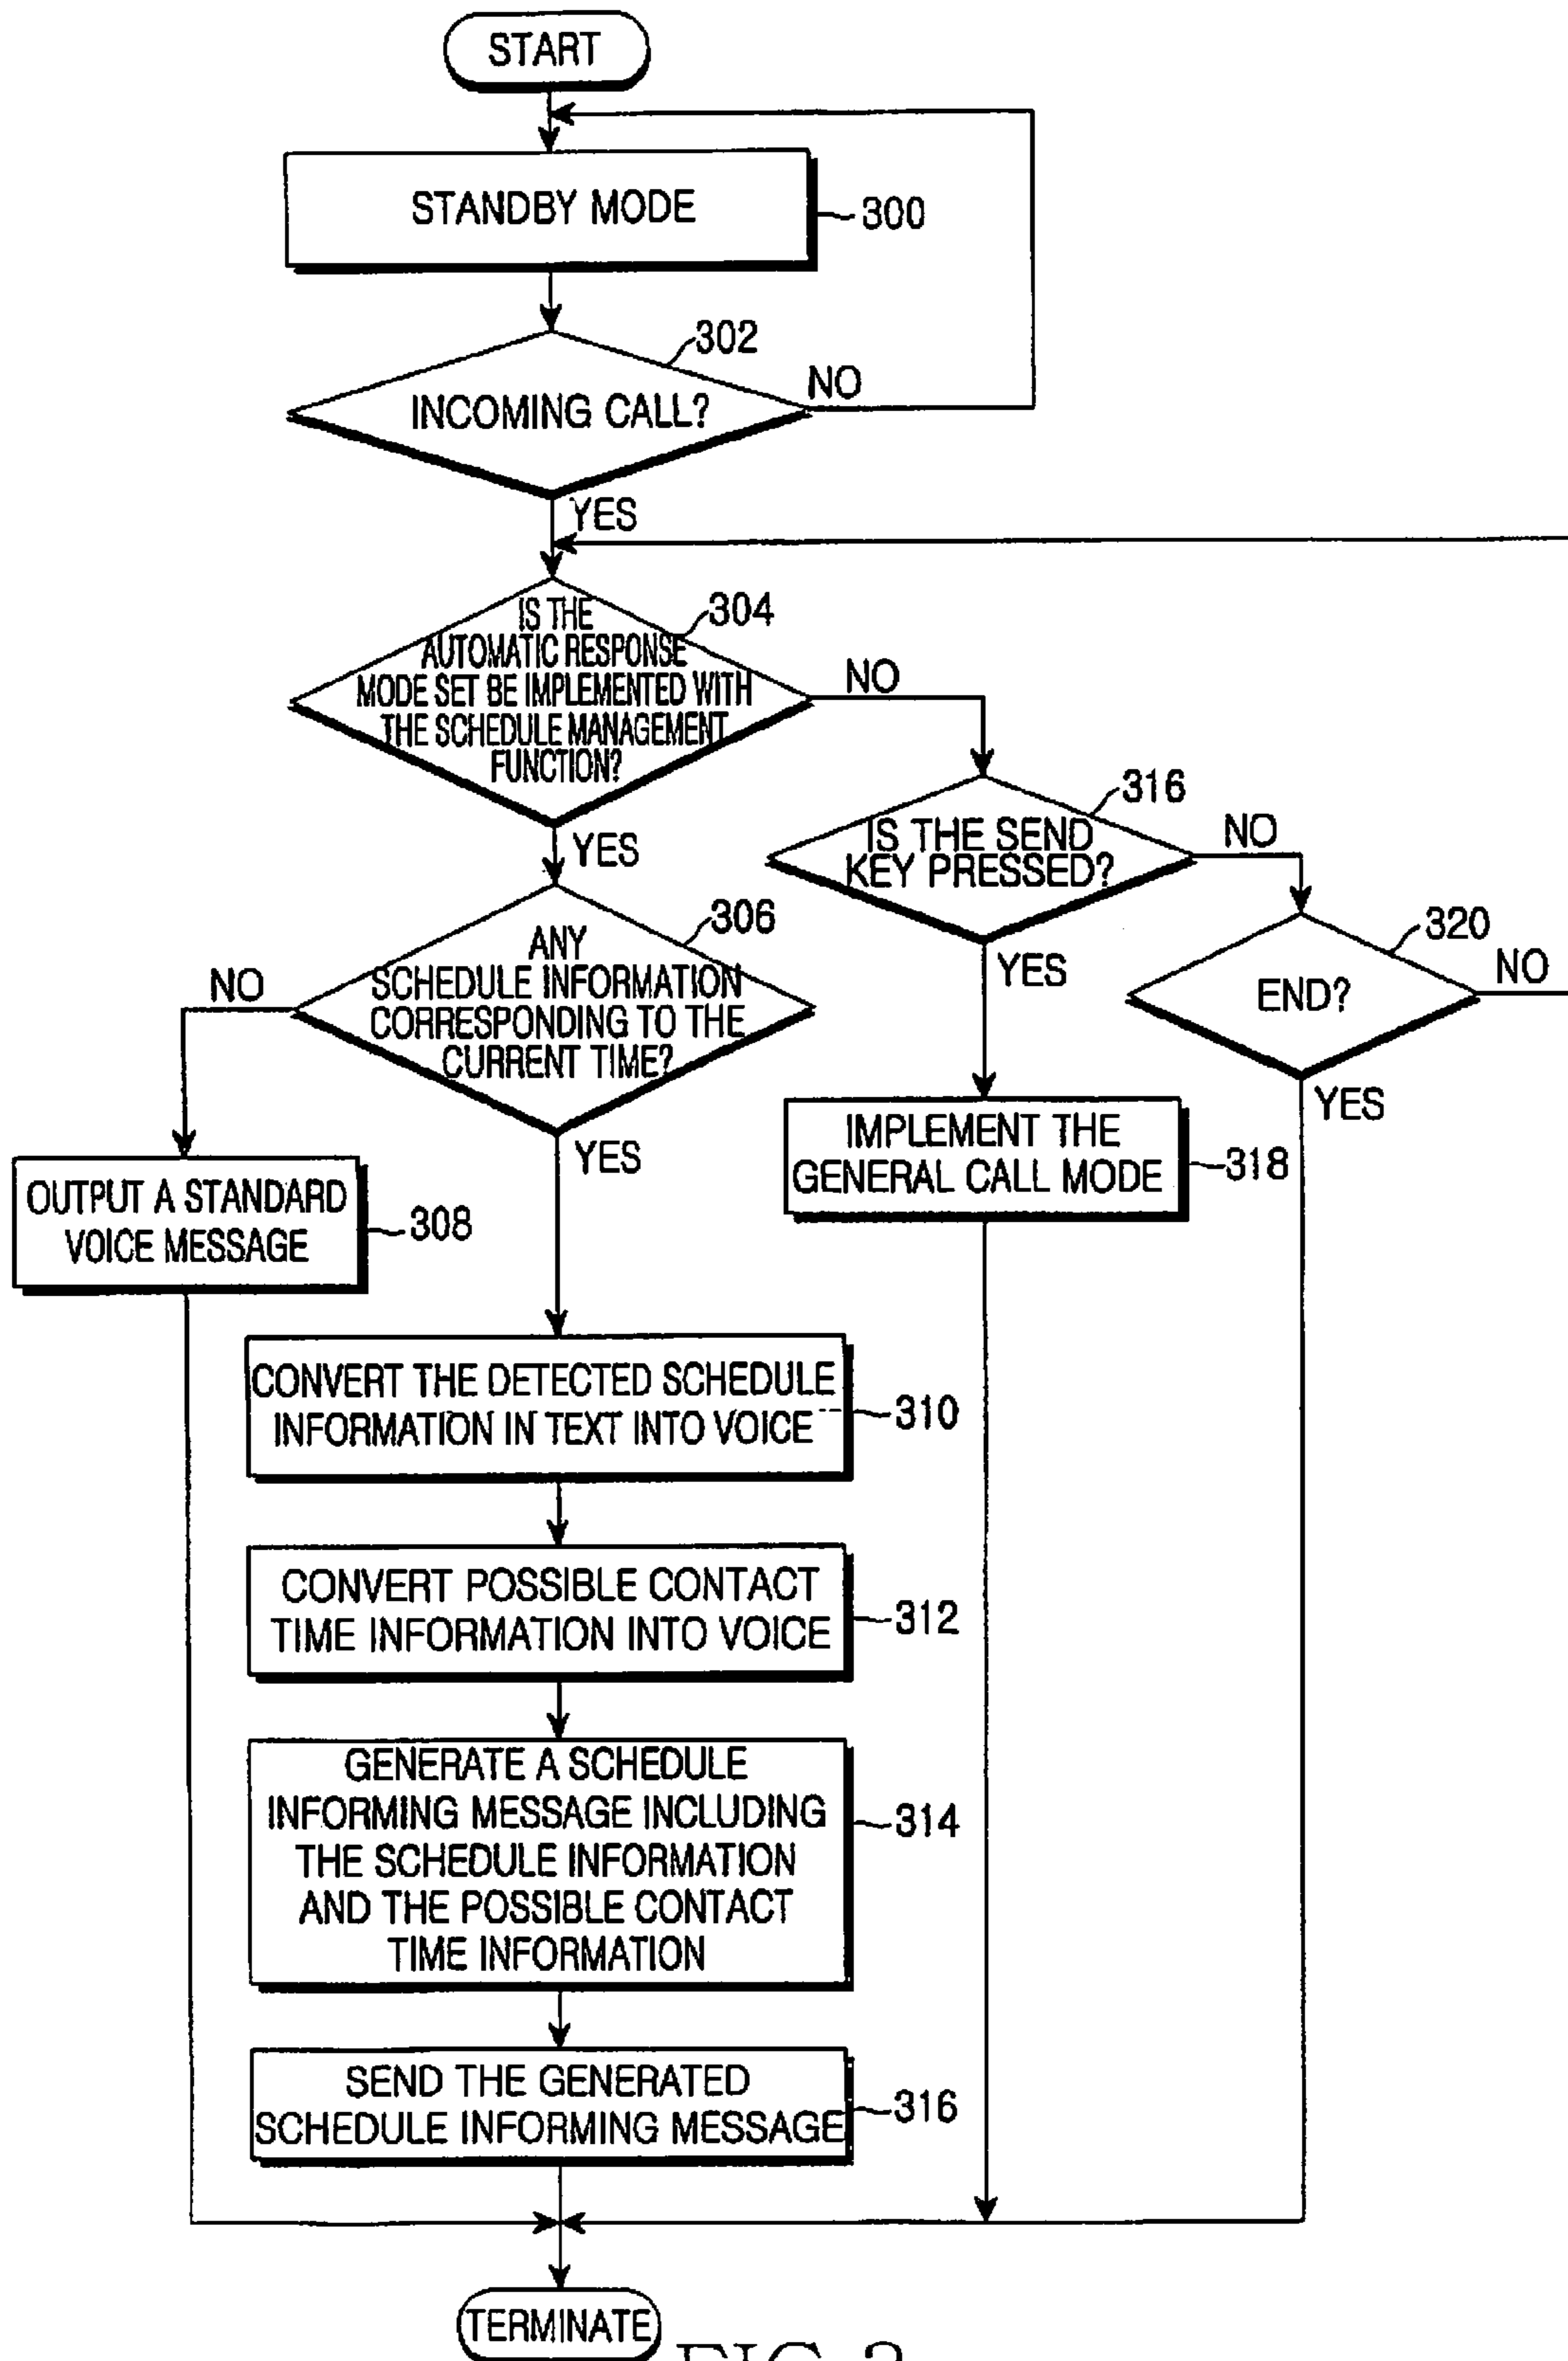 START
STANDBY MODE
300
302
INCOMING CALL?
NO
YES
IS THE
AUTOMATIC RESPONSE
MODE SET BE IMPLEMENTED WITH
THE SCHEDULE MANAGEMENT
FUNCTION?
304
NO
YES
316
IS THE SEND
KEY PRESSED?
NO
YES
320
END?
NO
YES
306
ANY
SCHEDULE INFORMATION
CORRESPONDING TO THE
CURRENT TIME?
NO
YES
IMPLEMENT THE
GENERAL CALL MODE
318
OUTPUT A STANDARD
VOICE MESSAGE
308
CONVERT THE DETECTED SCHEDULE
INFORMATION IN TEXT INTO VOICE
310
CONVERT POSSIBLE CONTACT
TIME INFORMATION INTO VOICE
312
GENERATE A SCHEDULE
INFORMING MESSAGE INCLUDING
THE SCHEDULE INFORMATION
AND THE POSSIBLE CONTACT
TIME INFORMATION
314
SEND THE GENERATED
SCHEDULE INFORMING MESSAGE
316
TERMINATE